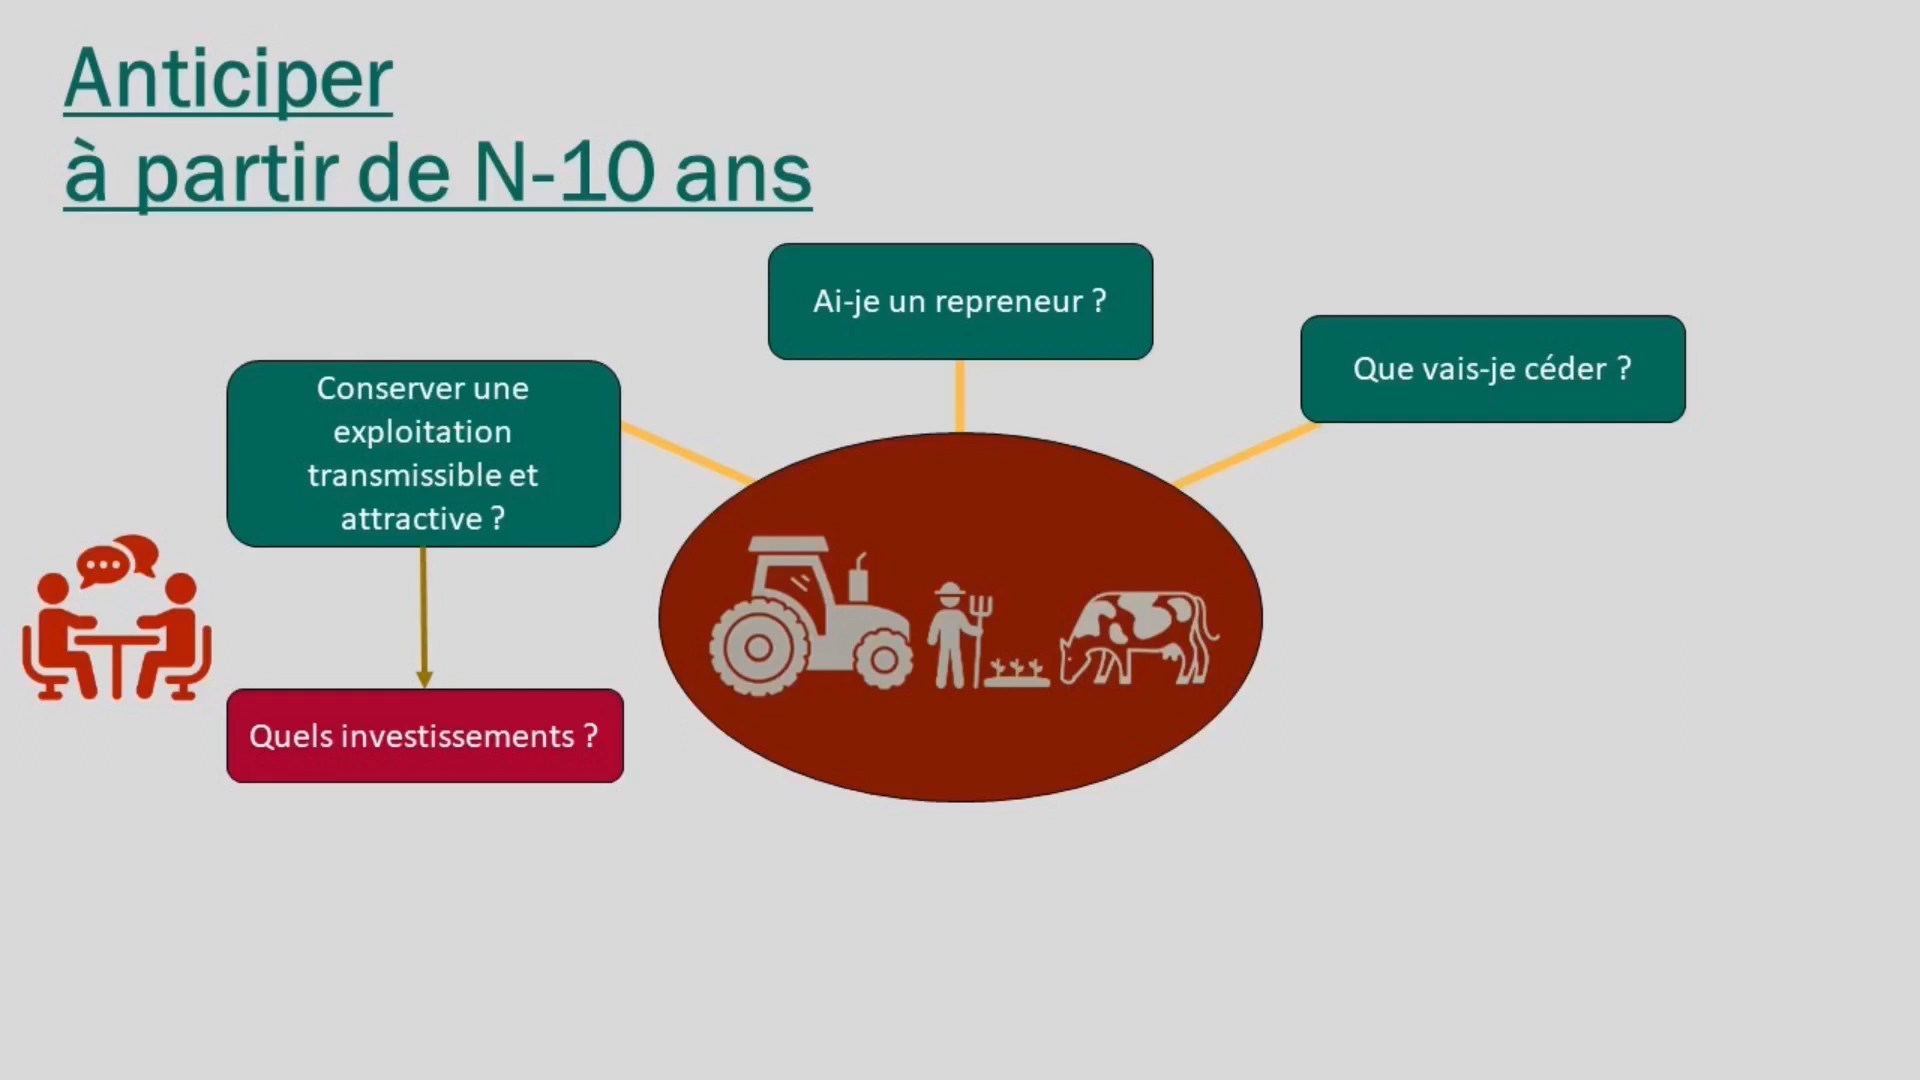 Anticiper
à partir de N-10 ans
Ai-je un repreneur ?
Que vais-je céder ?
Conserver une
exploitation
transmissible et
attractive ?
Quels investissements ?